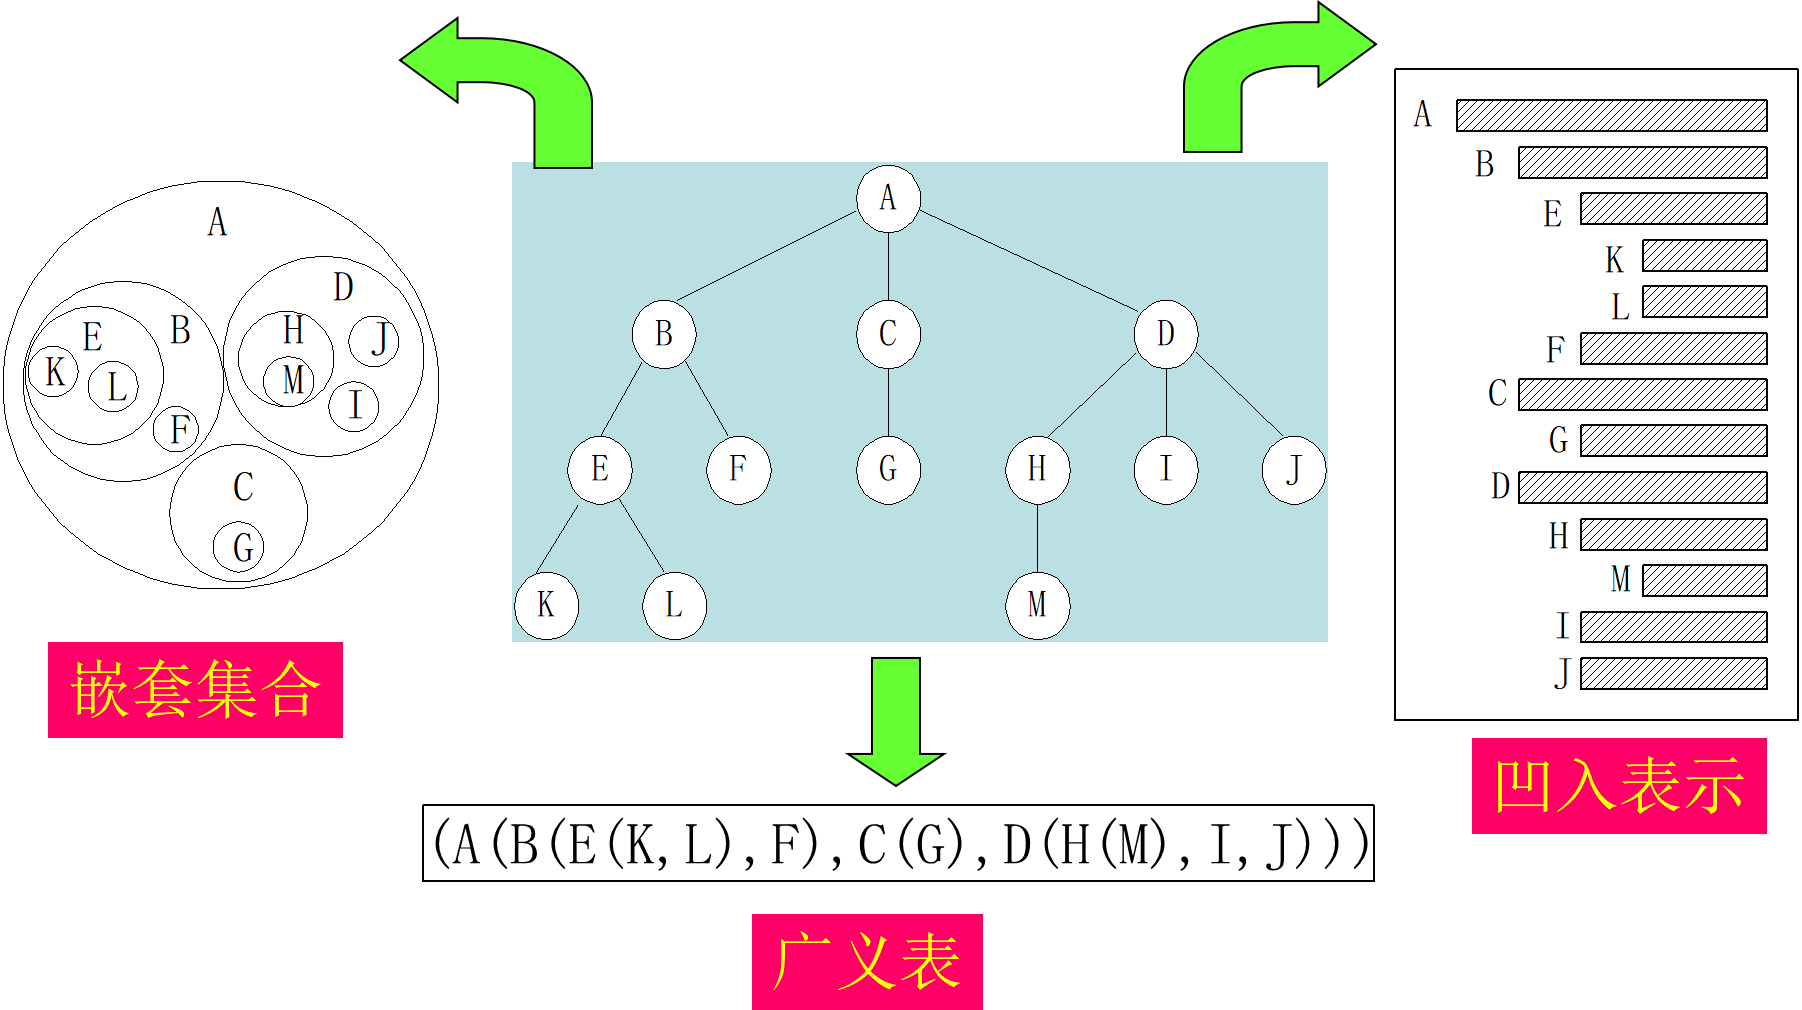 A
B
C
D
E
F
G
H
I
J
K
L
M
A
D
B
H
E
J
K
M
L
I
F
C
G
嵌套集合
A
B
E
K
L
F
C
G
D
H
M
I
J
凹入表示
(A(B(E(K,L),F),C(G),D(H(M),I,J)))
广义表